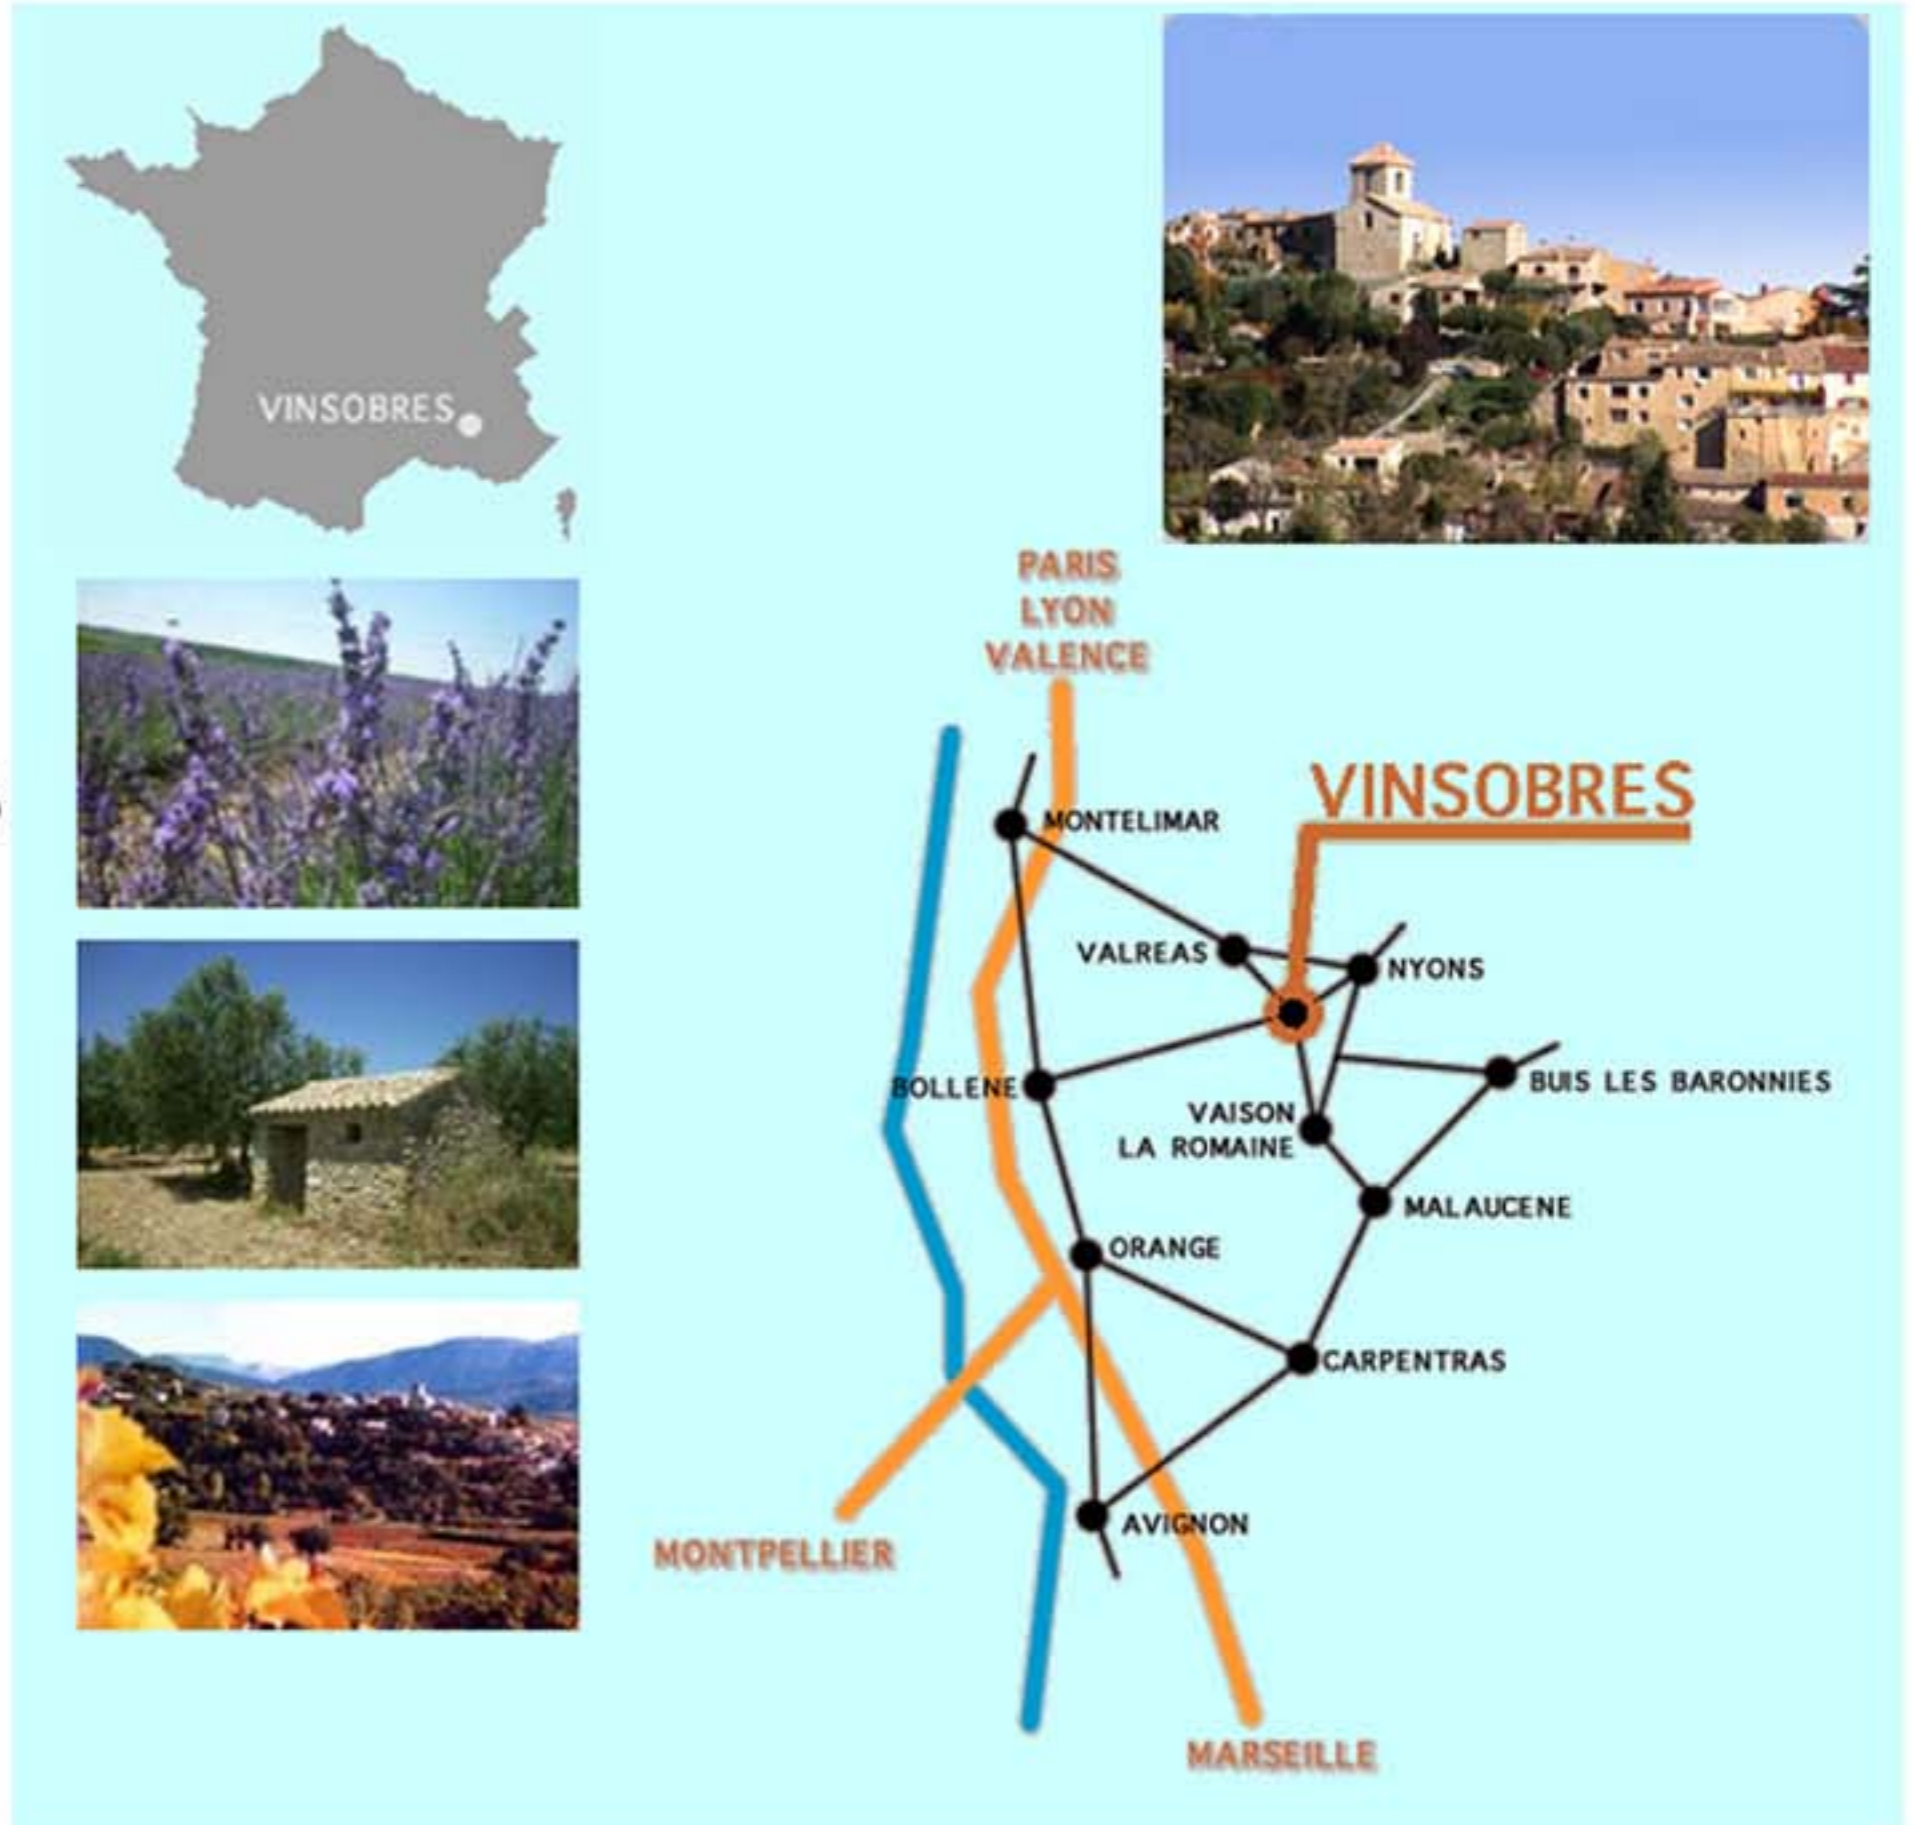 VINSOBRES
PARIS
LYON
VALENCE
VINSOBRES
MONTELIMAR
VALREAS
NYONS
BOLLENE
BUIS LES BARONNIES
VAISON
LA ROMAINE
MALAUCENE
ORANGE
CARPENTRAS
AVIGNON
MONTPELLIER
MARSEILLE